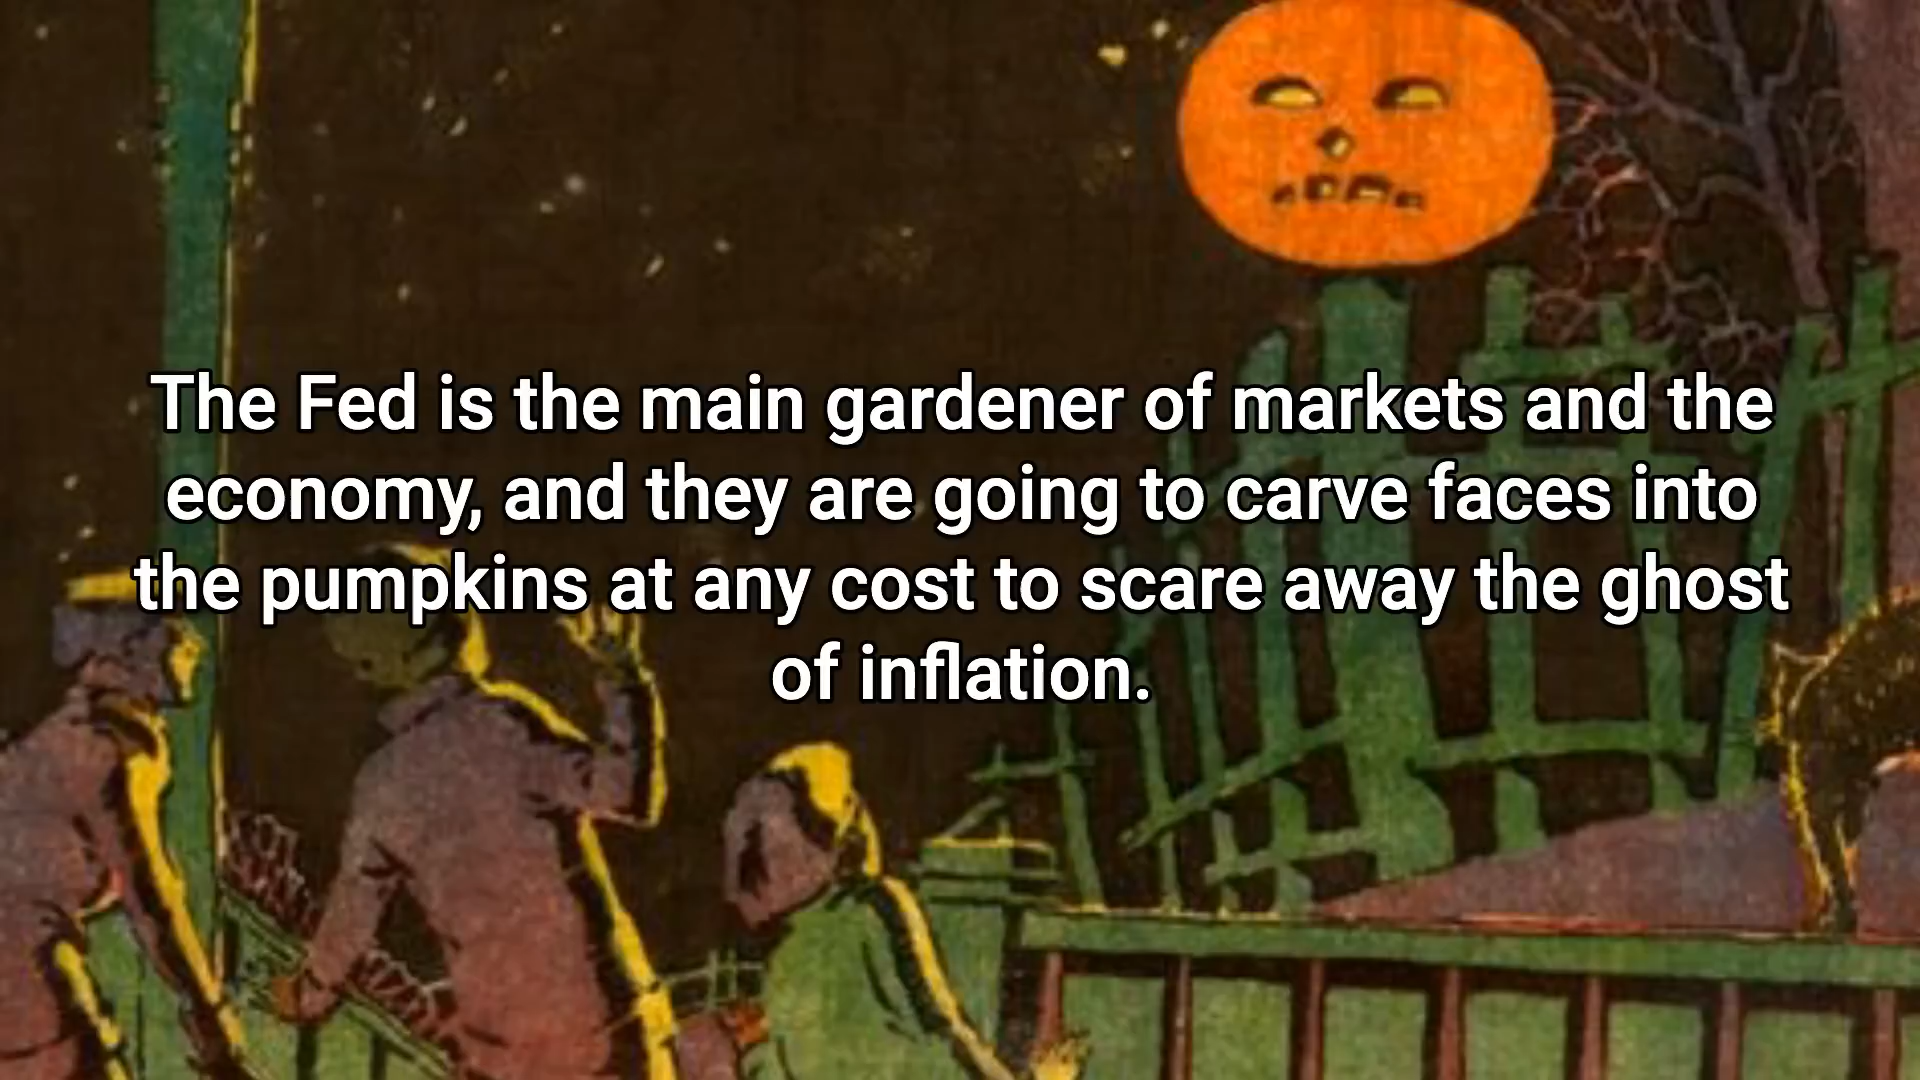 The Fed is the main gardener of markets and the
economy, and they are going to carve faces into
the pumpkins at any cost to scare away the ghost
of inflation.